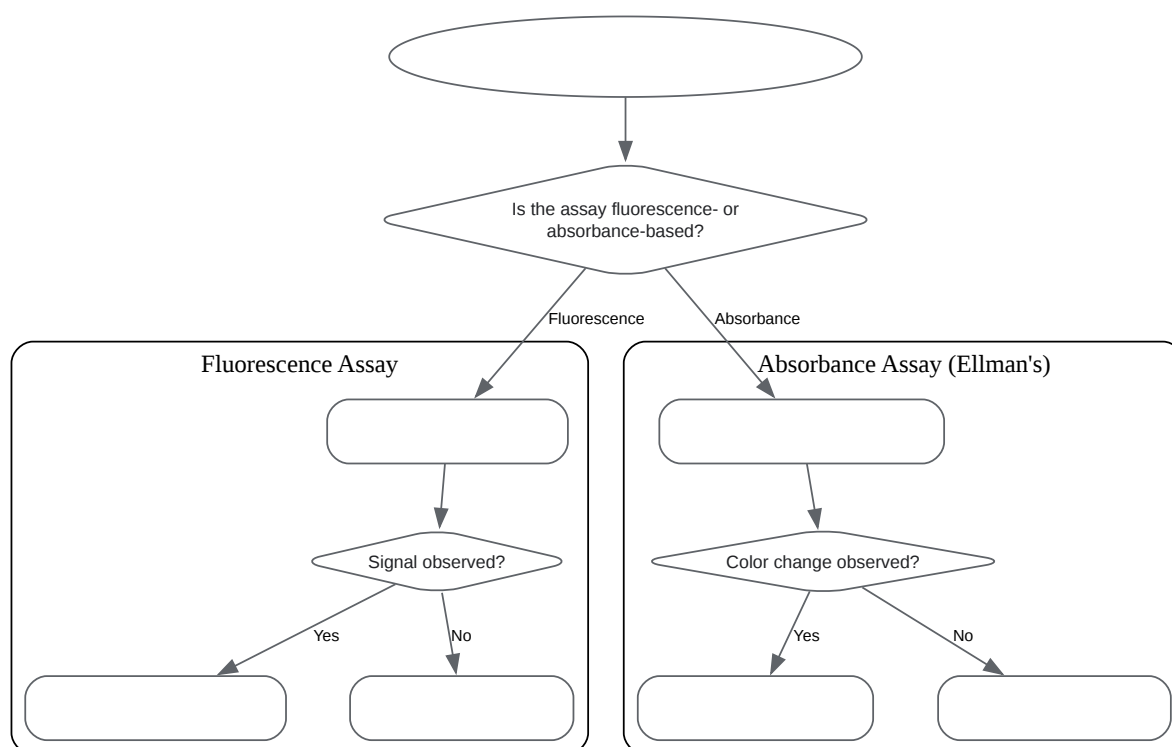 Is the assay fluorescence- or
absorbance-based?
Fluorescence
Absorbance
Fluorescence Assay
Absorbance Assay (Ellman's)
Signal observed?
Color change observed?
Yes
No
Yes
No